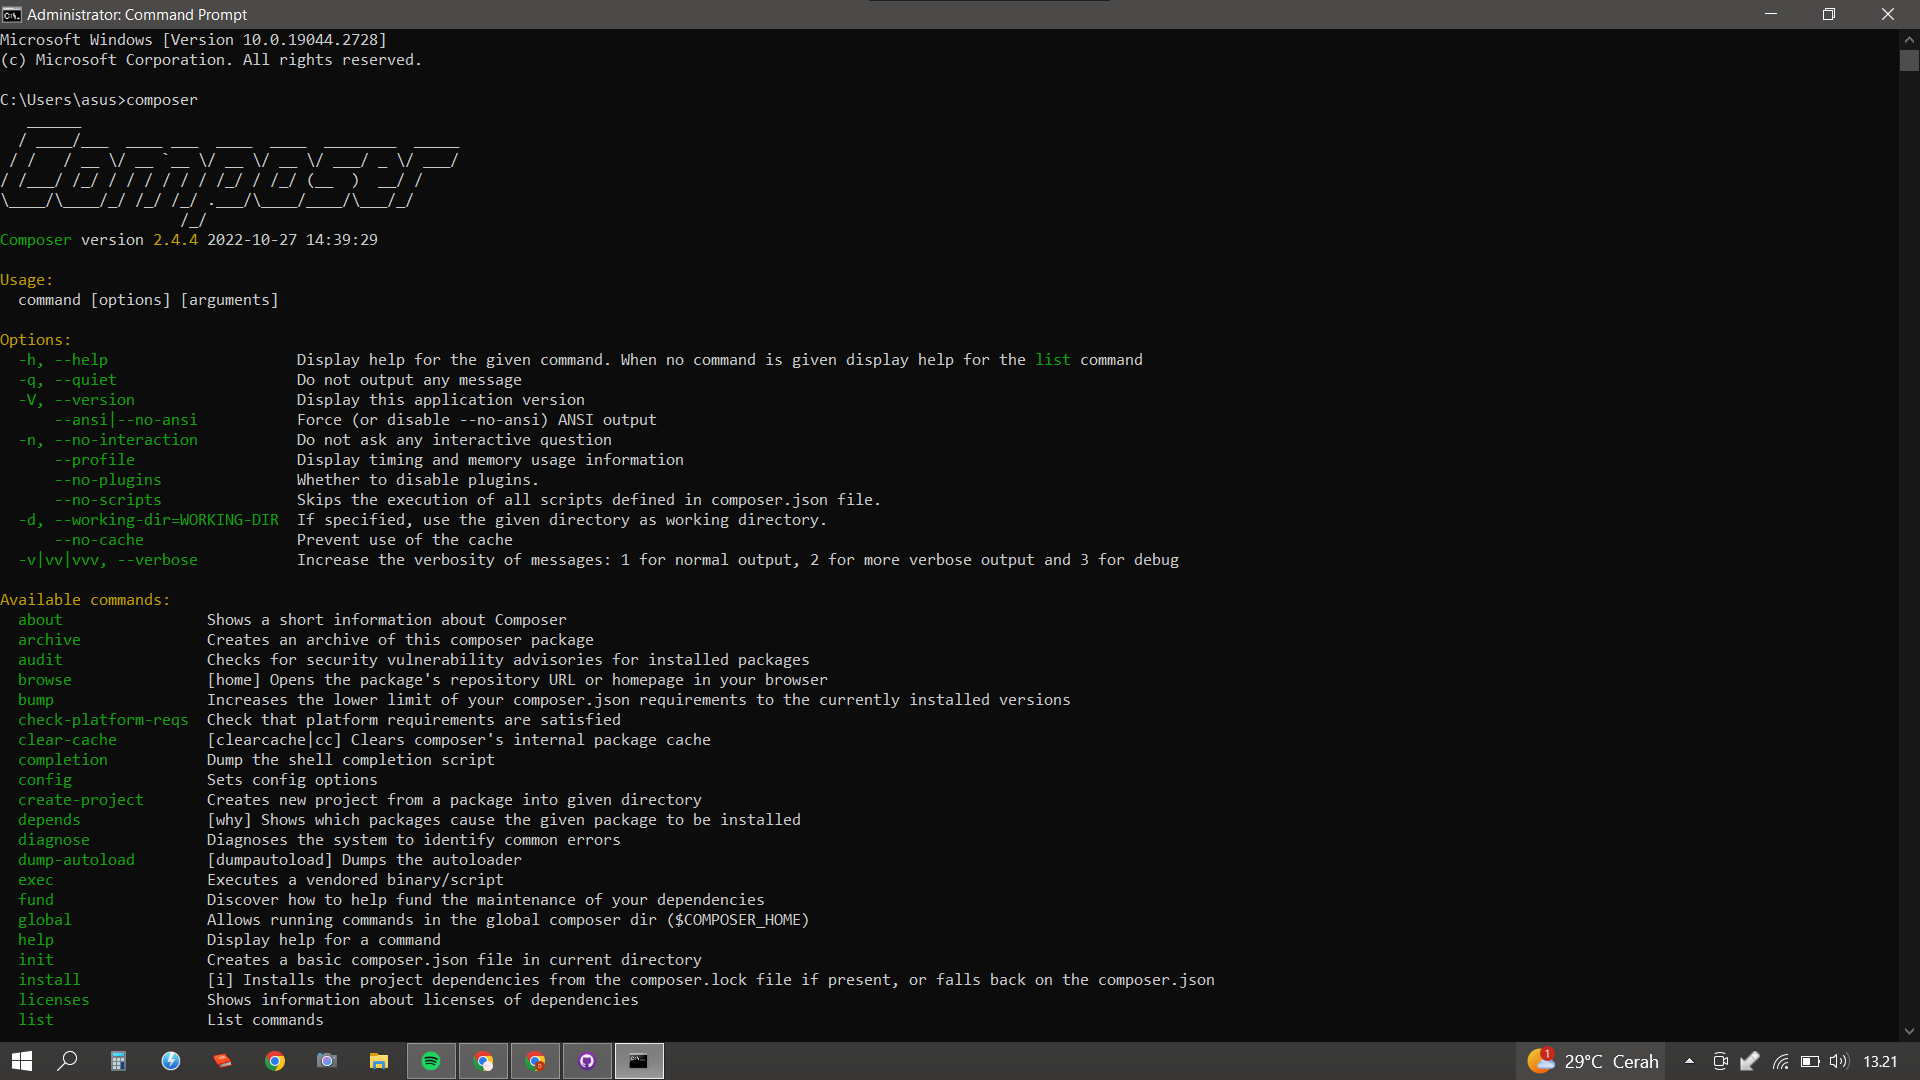 Administrator: Command Prompt
Microsoft Windows [Version 10.0.19044.2728]
(c) Microsoft Corporation. All rights reserved.
C:\Users\asus>composer
Composer
Composer version 2.4.4 2022-10-27 14:39:29
Usage:
command [options] [arguments]
Options:
-h, --help Display help for the given command. When no command is given display help for the list command
-q, --quiet Do not output any message
-V, --version Display this application version
--ansi|--no-ansi Force (or disable --no-ansi) ANSI output
-n, --no-interaction Do not ask any interactive question
--profile Display timing and memory usage information
--no-plugins Whether to disable plugins.
--no-scripts Skips the execution of all scripts defined in composer.json file.
-d, --working-dir=WORKING-DIR If specified, use the given directory as working directory.
--no-cache Prevent use of the cache
-v|vv|vvv, --verbose Increase the verbosity of messages: 1 for normal output, 2 for more verbose output and 3 for debug
Available commands:
about Shows a short information about Composer
archive Creates an archive of this composer package
audit Checks for security vulnerability advisories for installed packages
browse [home] Opens the package's repository URL or homepage in your browser
bump Increases the lower limit of your composer.json requirements to the currently installed versions
check-platform-reqs Check that platform requirements are satisfied
clear-cache [clearcache|cc] Clears composer's internal package cache
completion Dump the shell completion script
config Sets config options
create-project Creates new project from a package into given directory
depends [why] Shows which packages cause the given package to be installed
diagnose Diagnoses the system to identify common errors
dump-autoload [dumpautoload] Dumps the autoloader
exec Executes a vendored binary/script
fund Discover how to help fund the maintenance of your dependencies
global Allows running commands in the global composer dir ($COMPOSER_HOME)
help Display help for a command
init Creates a basic composer.json file in current directory
install [i] Installs the project dependencies from the composer.lock file if present, or falls back on the composer.json
licenses Shows information about licenses of dependencies
list List commands
1 29°C Cerah 13.21